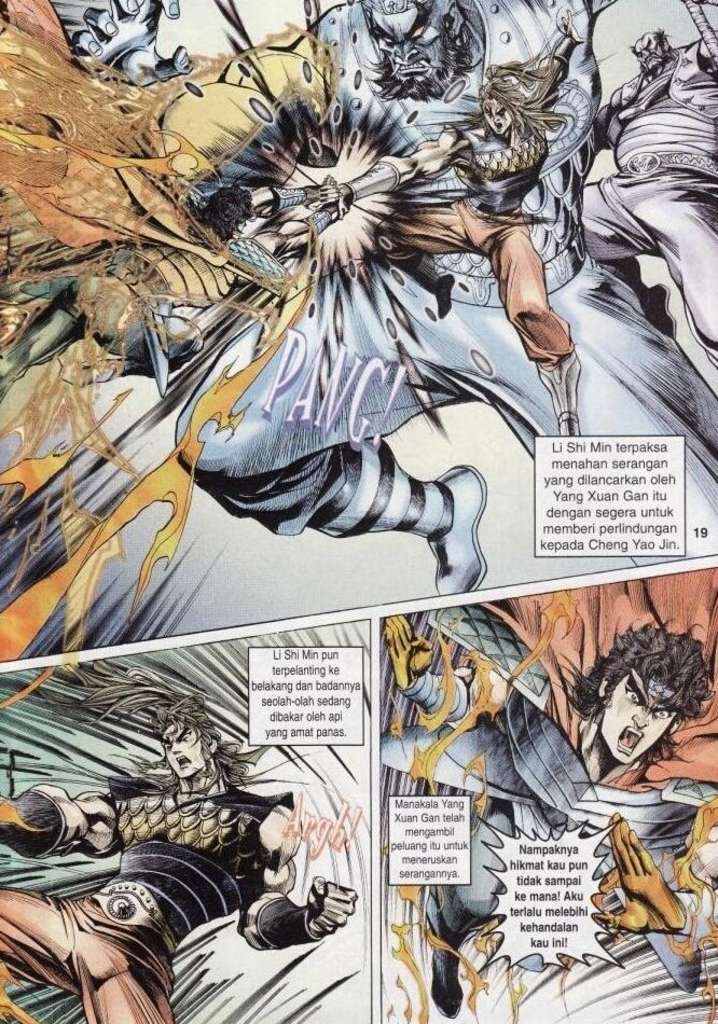 PANG!
Li Shi Min terpaksa
menahan serangan
yang dilancarkan oleh
Yang Xuan Gan itu
dengan segera untuk
memberi perlindungan
kepada Cheng Yao Jin.
19
Li Shi Min pun
terpelanting ke
belakang dan badannya
seolah-olah sedang
dibakar oleh api
yang amat panas.
Argh!
Manakala Yang
Xuan Gan telah
mengambil
peluang itu untuk
meneruskan
serangannya.
Nampaknya
hikmat kau pun
tidak sampai
ke mana! Aku
terlalu melebihi
kehandalan
kau ini!